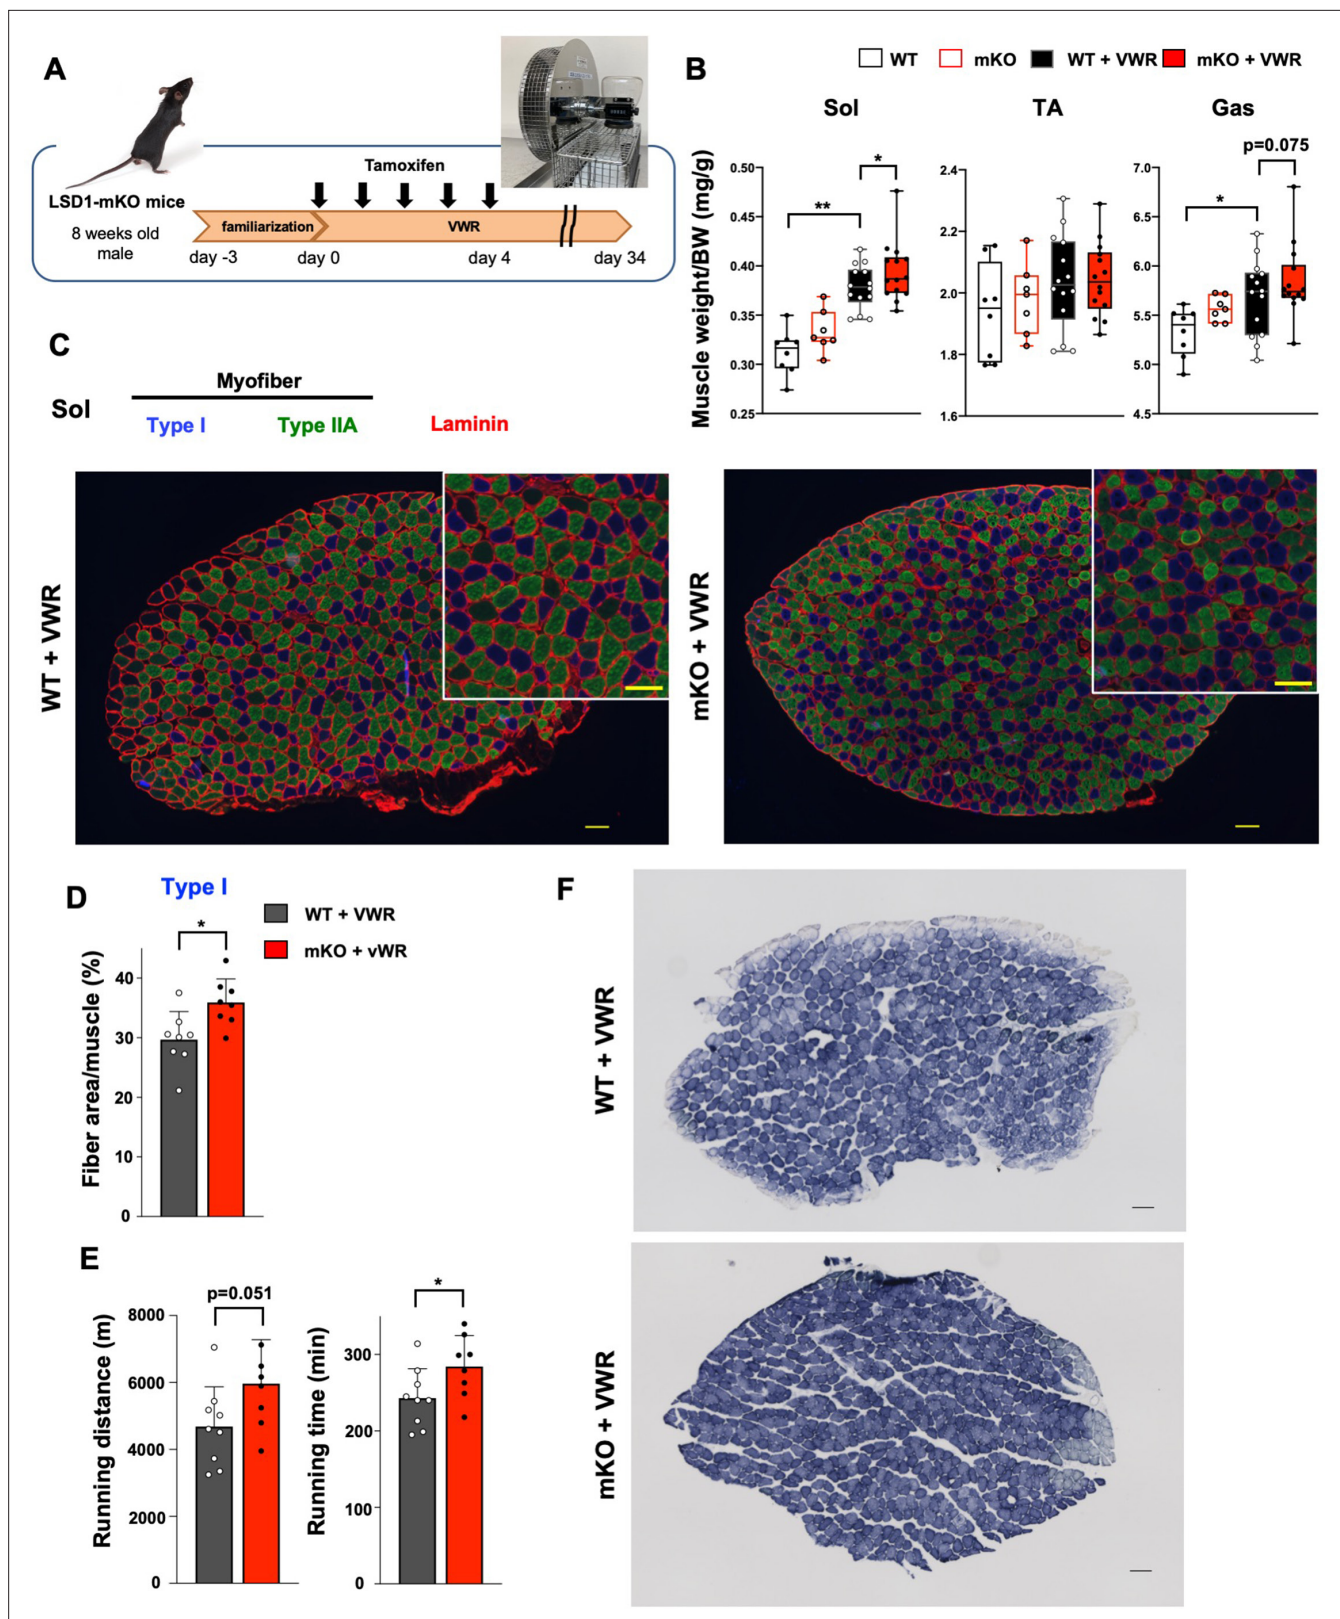 A
LSD1-mKO mice
8 weeks old
male
Tamoxifen
familiarization
VWR
day -3
day 0
day 4
day 34
B
WT
mKO
WT + VWR
mKO + VWR
Sol
TA
Gas
Muscle weight/BW (mg/g)
0.50
0.45
0.40
0.35
0.30
0.25
**
*
2.4
2.2
2.0
1.8
1.6
p=0.075
*
7.0
6.5
6.0
5.5
5.0
4.5
C
Sol
Myofiber
Type I
Type IIA
Laminin
WT + VWR
mKO + VWR
D
Type I
WT + VWR
mKO + vWR
*
Fiber area/muscle (%)
40
30
20
10
0
E
p=0.051
Running distance (m)
8000
6000
4000
2000
0
*
Running time (min)
300
200
100
0
F
WT + VWR
mKO + VWR